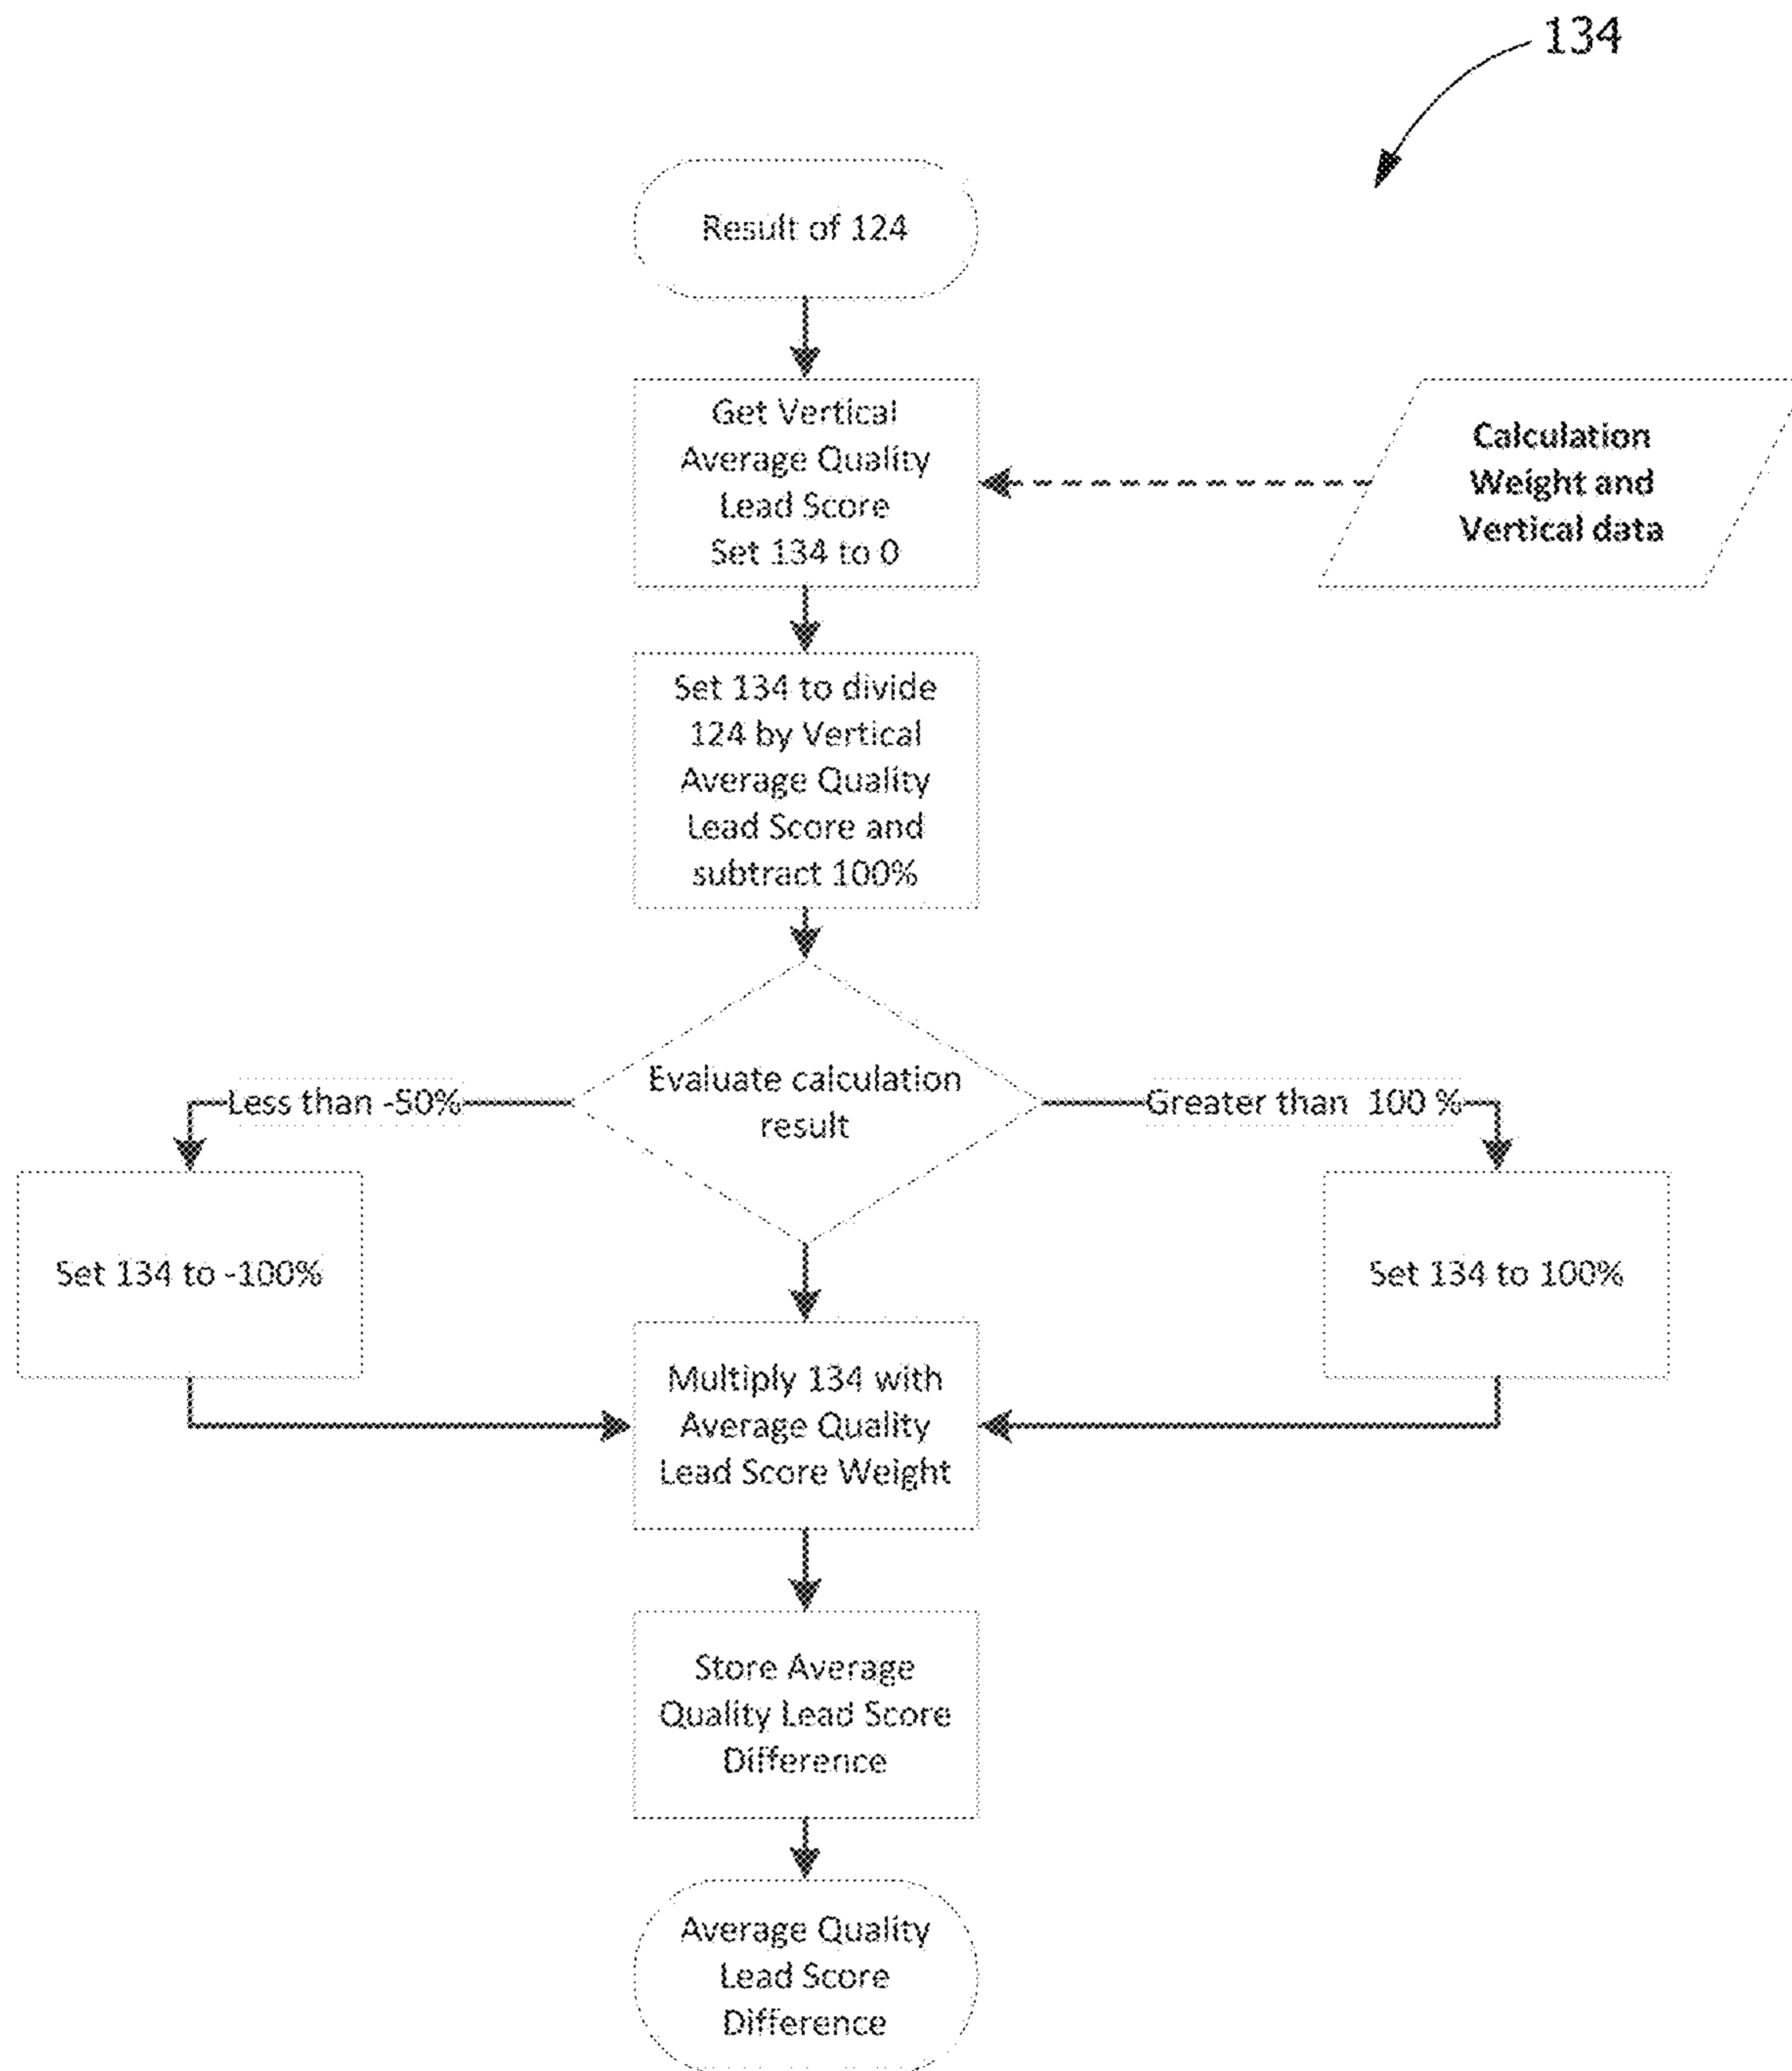 134
Result of 124
Get Vertical
Average Quality
Lead Score
Set 134 to 0
Calculation
Weight and
Vertical data
Set 134 to divide
124 by Vertical
Average Quality
Lead Score and
subtract 100%
Evaluate calculation
result
Less than -50%
Greater than 100 %
Set 134 to -100%
Set 134 to 100%
Multiply 134 with
Average Quality
Lead Score Weight
Store Average
Quality Lead Score
Difference
Average Quality
Lead Score
Difference